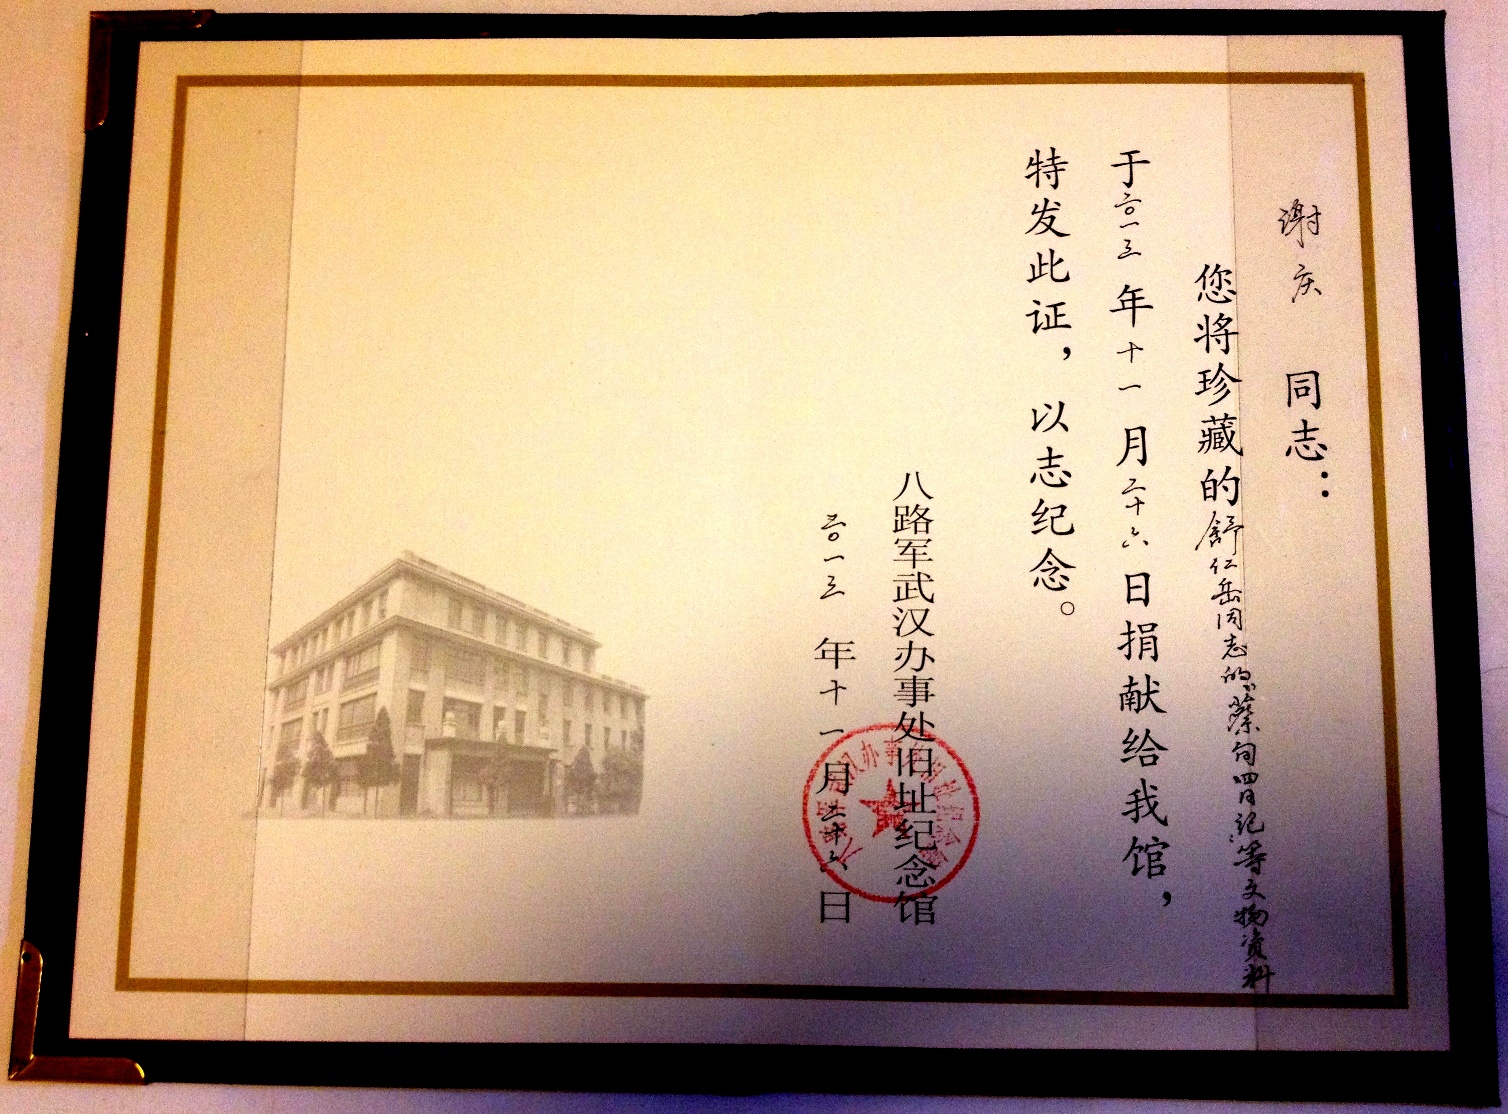 谢庆 同志：
您将珍藏的舒仁岳同志的“蔡甸四日记”等文物资料
于二〇一三年十一月二十六日捐献给我馆，
特发此证，以志纪念。
八路军武汉办事处旧址纪念馆
二〇一三年十一月二十六日